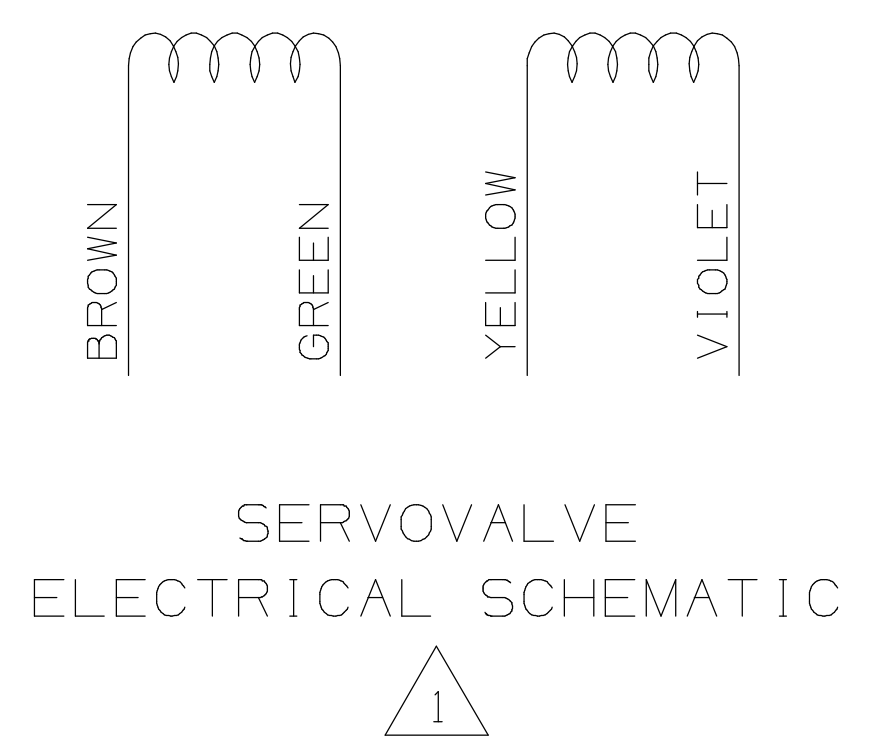 BROWN
GREEN
YELLOW
VIOLET
SERVOVALVE
ELECTRICAL SCHEMATIC
1